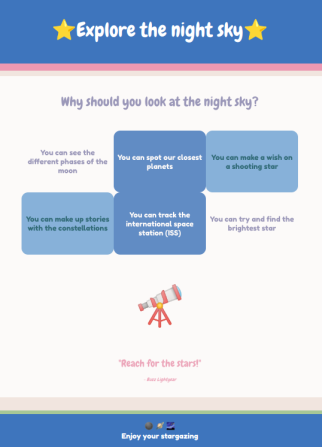 ⭐Explore the night sky⭐
Why should you look at the night sky?
You can see the
different phases of the
moon
You can spot our closest
planets
You can make a wish on
a shooting star
You can make up stories
with the constellations
You can track the
international space
station (ISS)
You can try and find the
brightest star
"Reach for the stars!"
Enjoy your stargazing